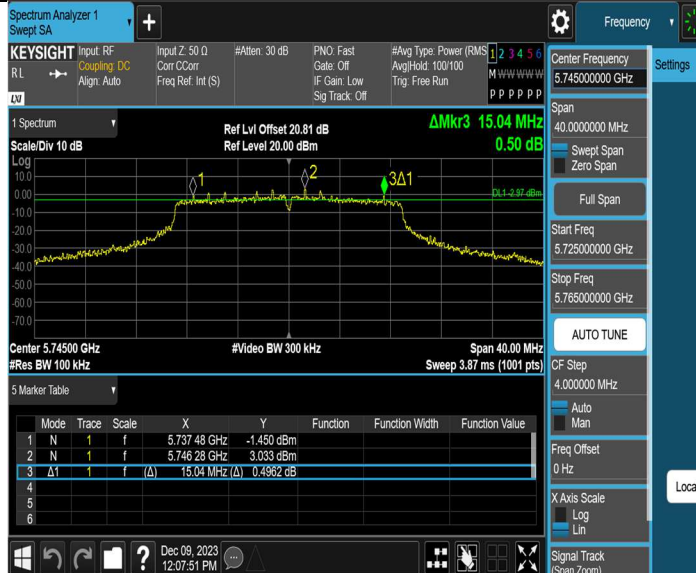 Spectrum Analyzer 1
Swept SA
Frequency
KEYSIGHT
RL
LXI
Input: RF
Coupling: DC
Align: Auto
Input Z: 50 Ω
Corr CCorr
Freq Ref: Int (S)
#Atten: 30 dB
PNO: Fast
Gate: Off
IF Gain: Low
Sig Track: Off
#Avg Type: Power (RMS
Avg|Hold: 100/100
Trig: Free Run
1 2 3 4 5 6
M W W W W W
P P P P P P
1 Spectrum
Scale/Div 10 dB
Ref Lvl Offset 20.81 dB
Ref Level 20.00 dBm
ΔMkr3 15.04 MHz
0.50 dB
Log
10.0
0.00
-10.0
-20.0
-30.0
-40.0
-50.0
-60.0
-70.0
1
2
3Δ1
DL1 -2.97 dBm
Center 5.74500 GHz
#Res BW 100 kHz
#Video BW 300 kHz
Span 40.00 MHz
Sweep 3.87 ms (1001 pts)
5 Marker Table
Mode Trace Scale X Y Function Function Width Function Value
1 N 1 f 5.737 48 GHz -1.450 dBm
2 N 1 f 5.746 28 GHz 3.033 dBm
3 Δ1 1 f (Δ) 15.04 MHz (Δ) 0.4962 dB
4
5
6
Dec 09, 2023
12:07:51 PM
Center Frequency
5.745000000 GHz
Settings
Span
40.0000000 MHz
Swept Span
Zero Span
Full Span
Start Freq
5.725000000 GHz
Stop Freq
5.765000000 GHz
AUTO TUNE
CF Step
4.000000 MHz
Auto
Man
Freq Offset
0 Hz
X Axis Scale
Log
Lin
Loca
Signal Track
(Span Zoom)